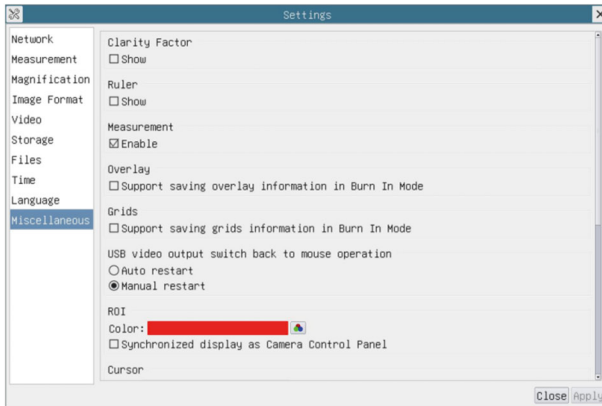 Settings
Network
Measurement
Magnification
Image Format
Video
Storage
Files
Time
Language
Miscellaneous
Clarity Factor
Show
Ruler
Show
Measurement
Enable
Overlay
Support saving overlay information in Burn In Mode
Grids
Support saving grids information in Burn In Mode
USB video output switch back to mouse operation
Auto restart
Manual restart
ROI
Color:
Synchronized display as Camera Control Panel
Cursor
Close Apply